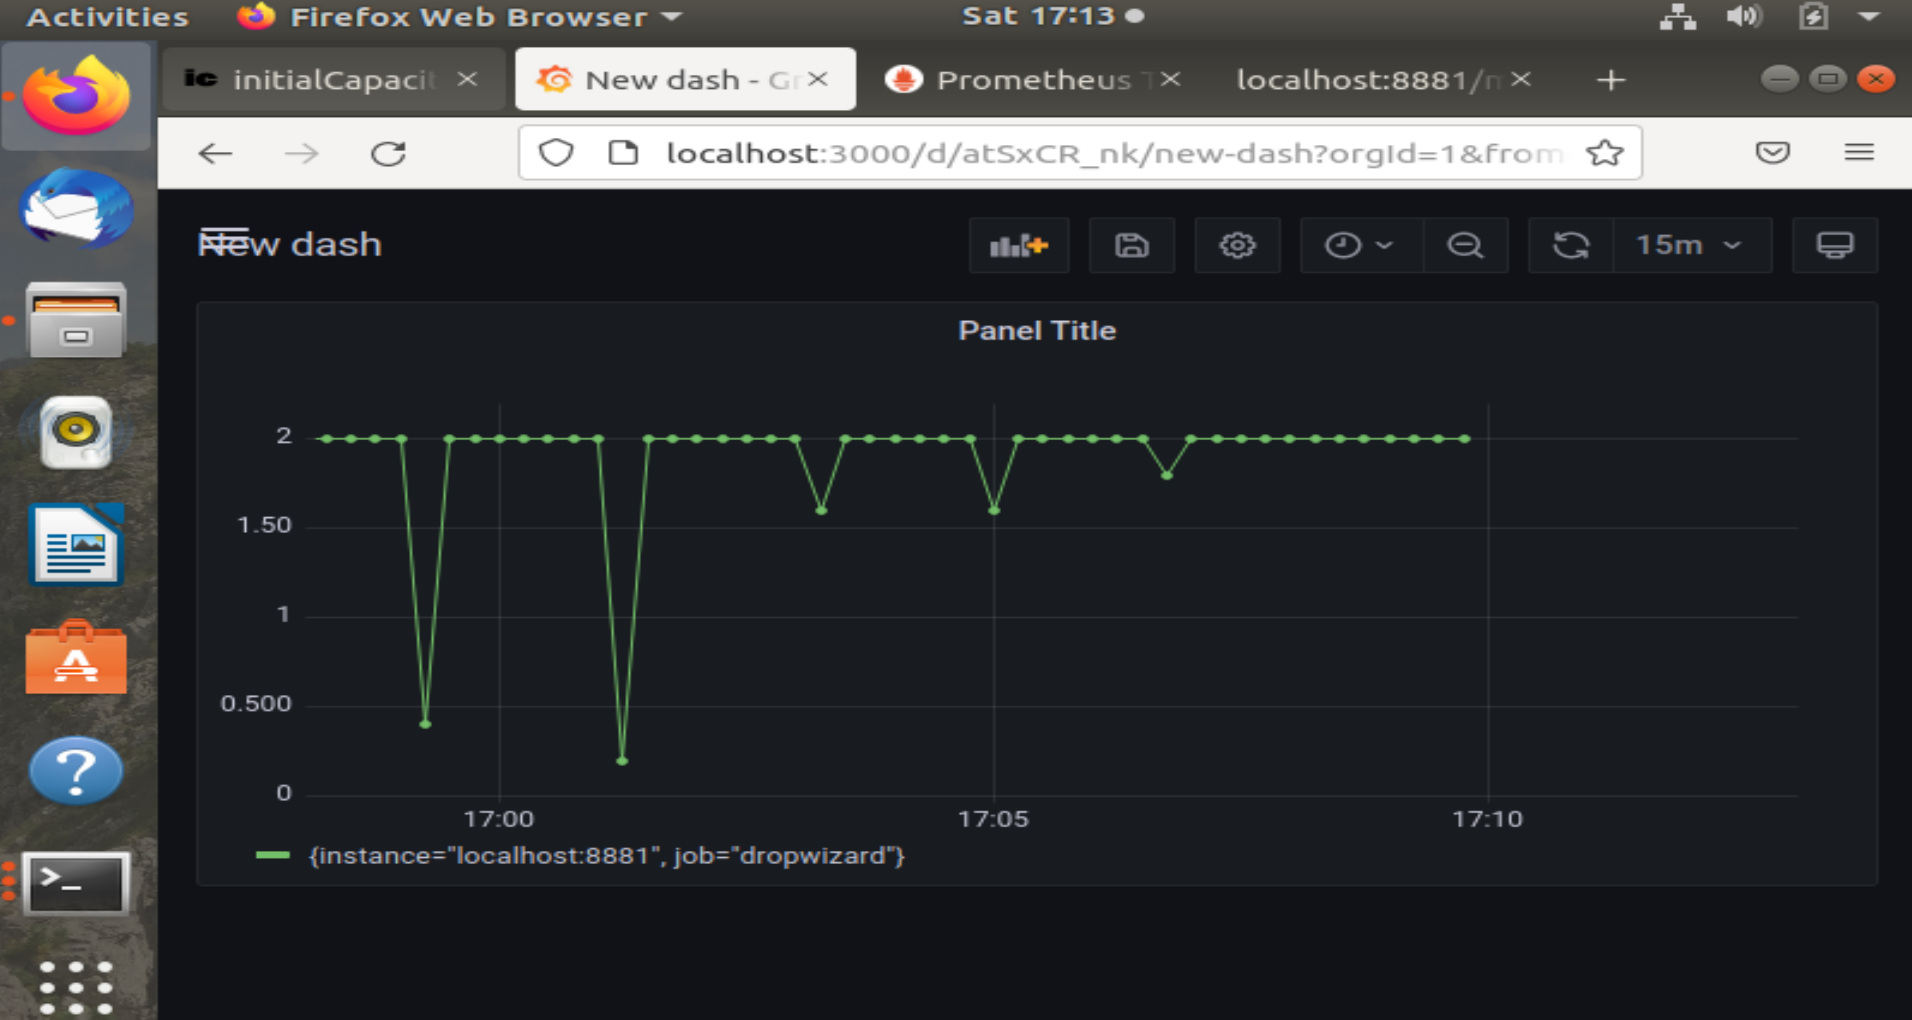 Activities Firefox Web Browser Sat 17:13
ic initialCapacit New dash - Gr Prometheus T localhost:8881/m
localhost:3000/d/atSxCR_nk/new-dash?orgId=1&from
New dash 15m
Panel Title
2
1.50
1
0.500
0
17:00 17:05 17:10
{instance="localhost:8881", job="dropwizard"}